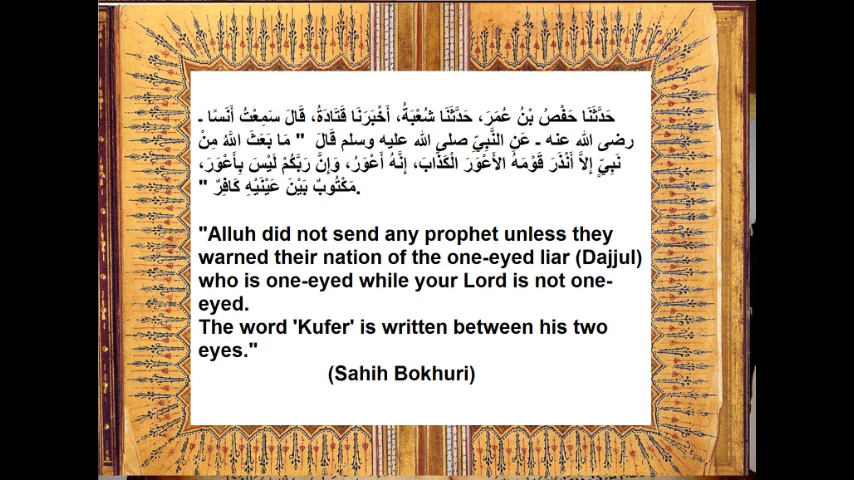 حَدَّثَنَا حَفْصُ بْنُ عُمَرَ، حَدَّثَنَا شُعْبَةُ، أَخْبَرَنَا قَتَادَةُ، قَالَ سَمِعْتُ أَنَسًا ـ
رضى الله عنه ـ عَنِ النَّبِيِّ صلى الله عليه وسلم قَالَ ‏"‏ مَا بَعَثَ اللَّهُ مِنْ
نَبِيٍّ إِلاَّ أَنْذَرَ قَوْمَهُ الأَعْوَرَ الْكَذَّابَ، إِنَّهُ أَعْوَرُ، وَإِنَّ رَبَّكُمْ لَيْسَ بِأَعْوَرَ،
مَكْتُوبٌ بَيْنَ عَيْنَيْهِ كَافِرٌ ‏"‏‏.‏
"Alluh did not send any prophet unless they
warned their nation of the one-eyed liar (Dajjul)
who is one-eyed while your Lord is not one-
eyed.
The word 'Kufer' is written between his two
eyes."
(Sahih Bokhuri)